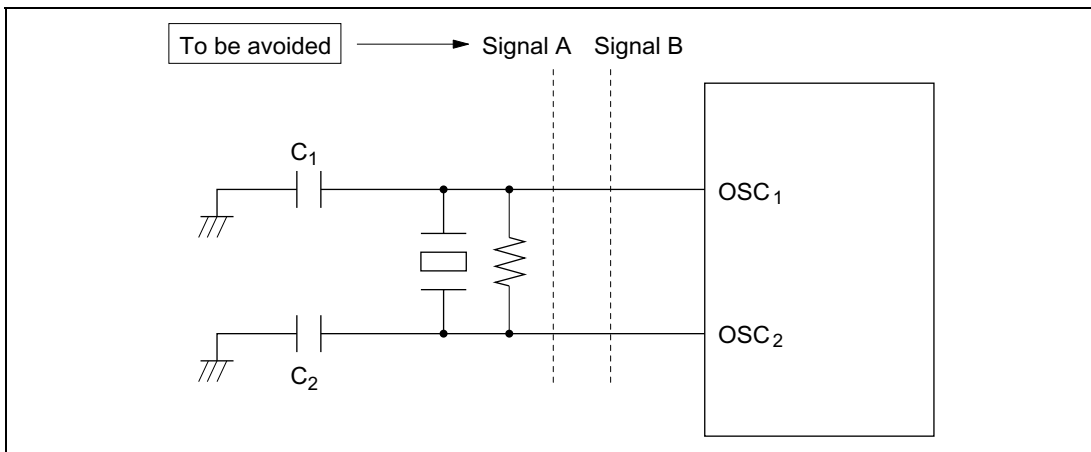 To be avoided
Signal A
Signal B
C1
OSC1
OSC2
C2